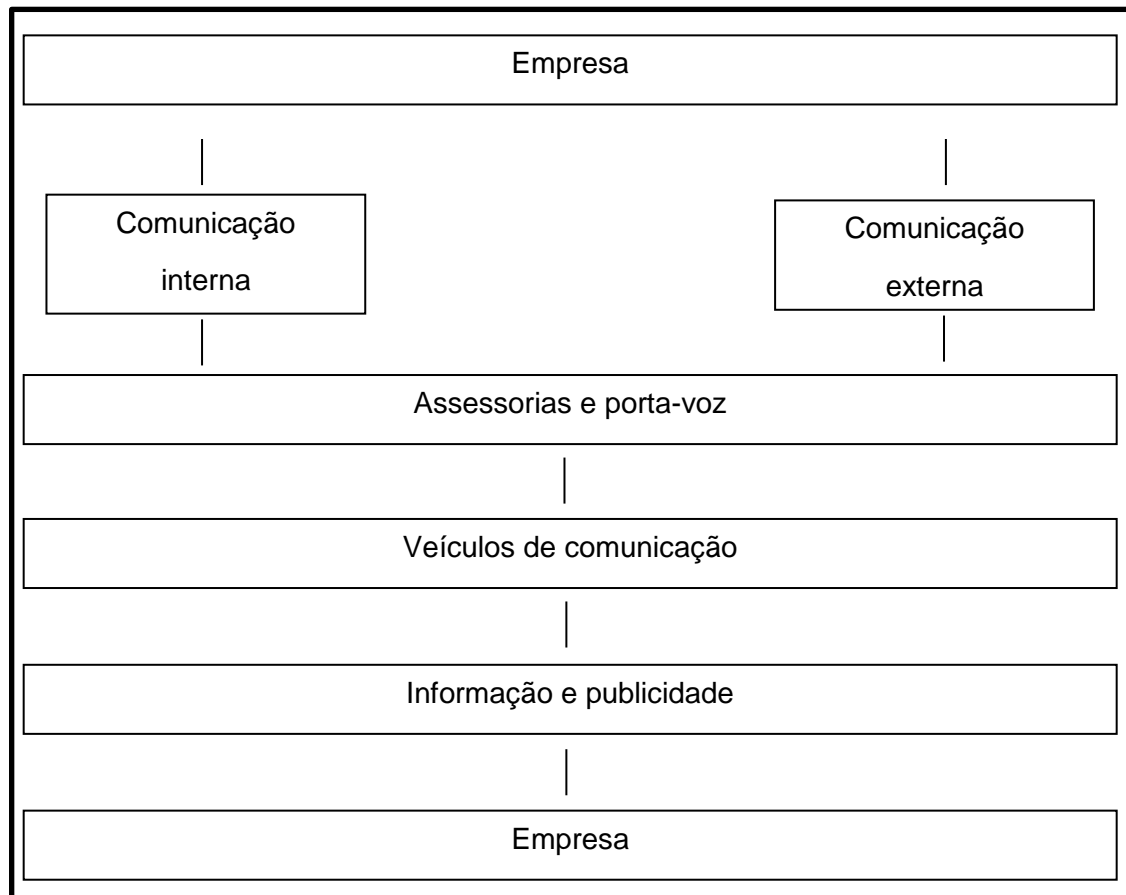 Empresa
Comunicação
interna
Comunicação
externa
Assessorias e porta-voz
Veículos de comunicação
Informação e publicidade
Empresa